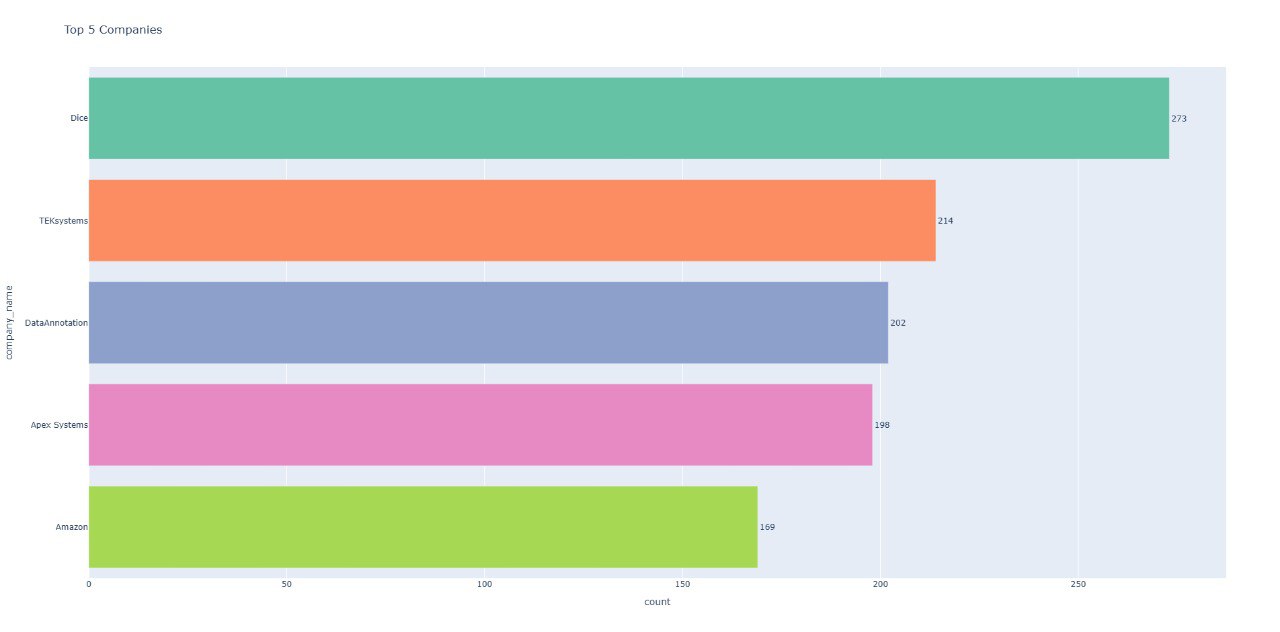 Top 5 Companies
company_name
Dice
273
TEKsystems
214
DataAnnotation
202
Apex Systems
198
Amazon
169
0 50 100 150 200 250
count